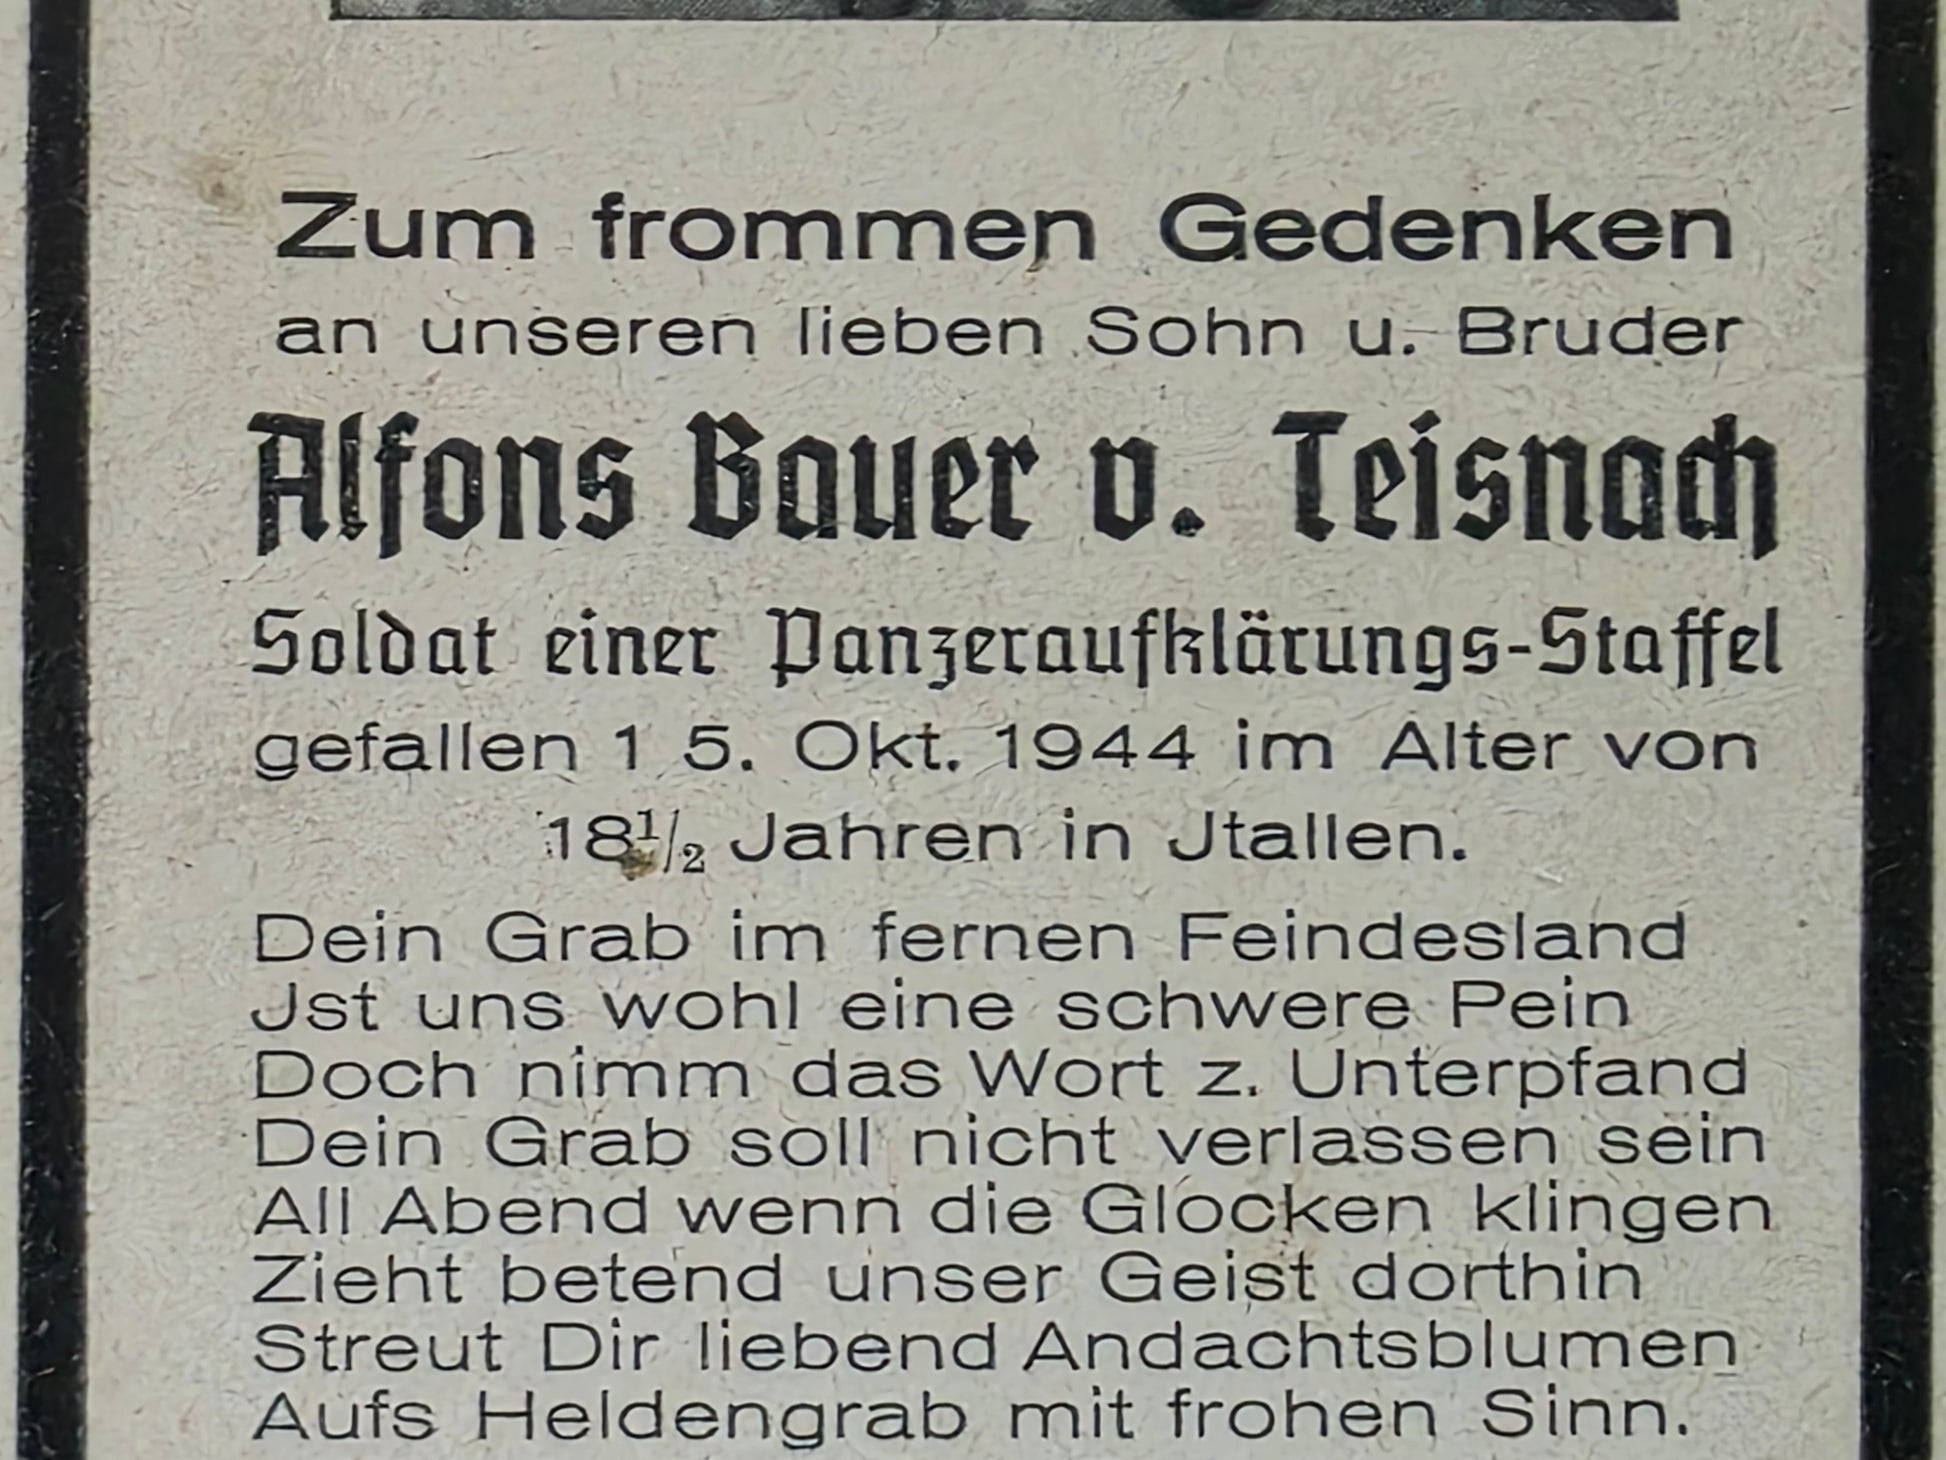 Zum frommen Gedenken
an unseren lieben Sohn u. Bruder
Alfons Bauer v. Teisnach
Soldat einer Panzeraufklärungs-Staffel
gefallen 1 5. Okt. 1944 im Alter von
18½ Jahren in Jtallen.
Dein Grab im fernen Feindesland
Jst uns wohl eine schwere Pein
Doch nimm das Wort z. Unterpfand
Dein Grab soll nicht verlassen sein
All Abend wenn die Glocken klingen
Zieht betend unser Geist dorthin
Streut Dir liebend Andachtsblumen
Aufs Heldengrab mit frohen Sinn.